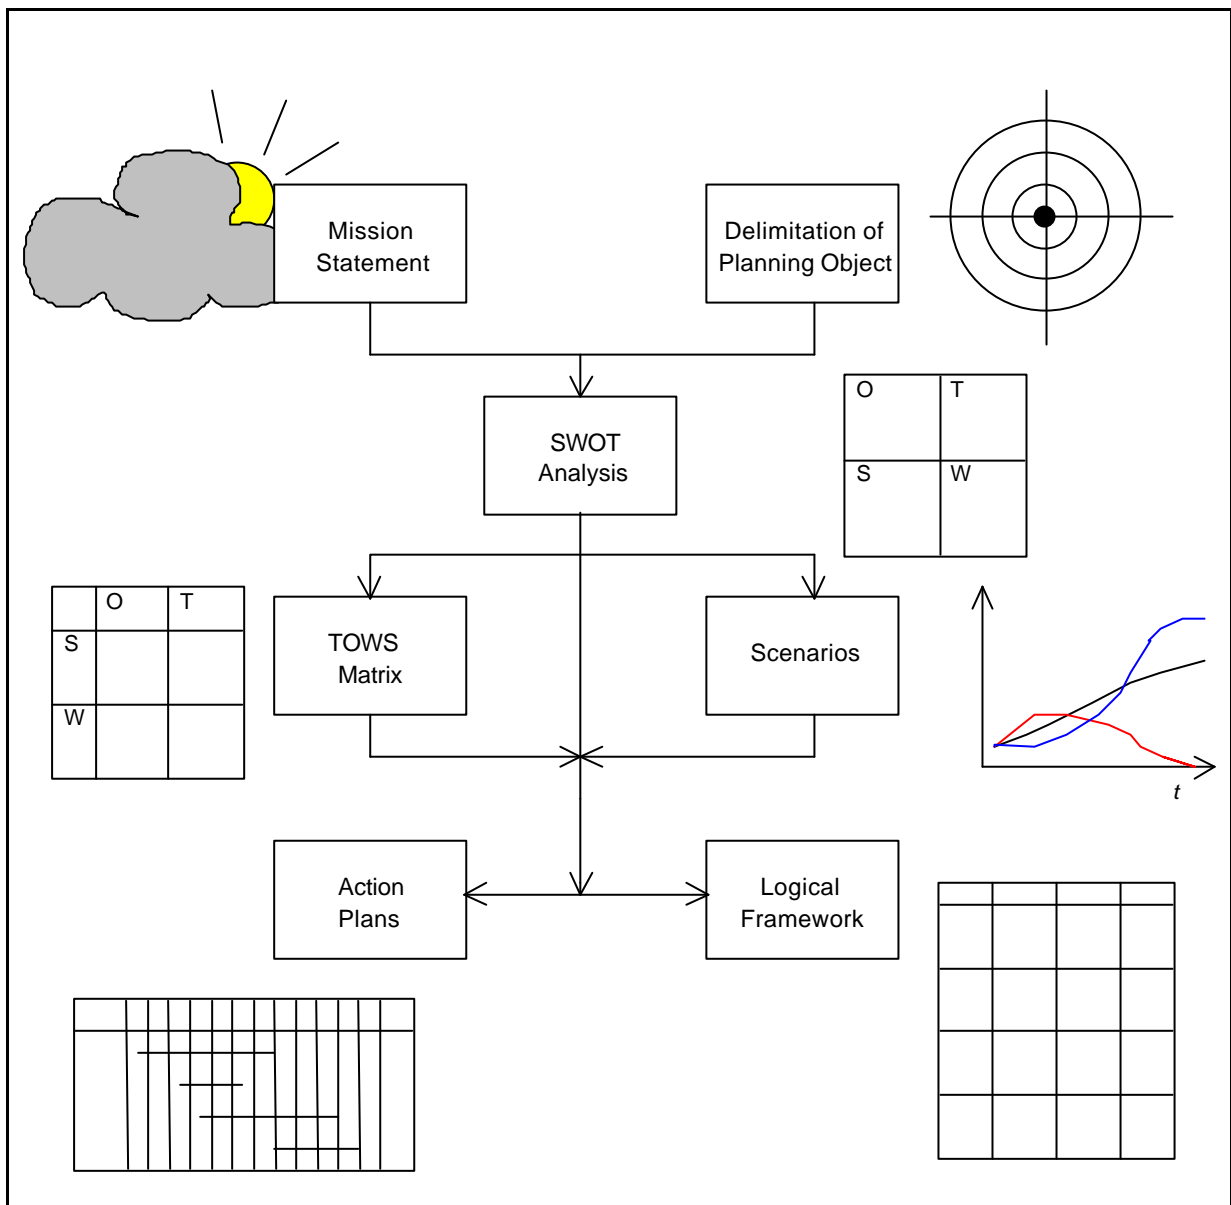 Mission
Statement
Delimitation of
Planning Object
SWOT
Analysis
O T
S W
O T
S
W
TOWS
Matrix
Scenarios
t
Action
Plans
Logical
Framework